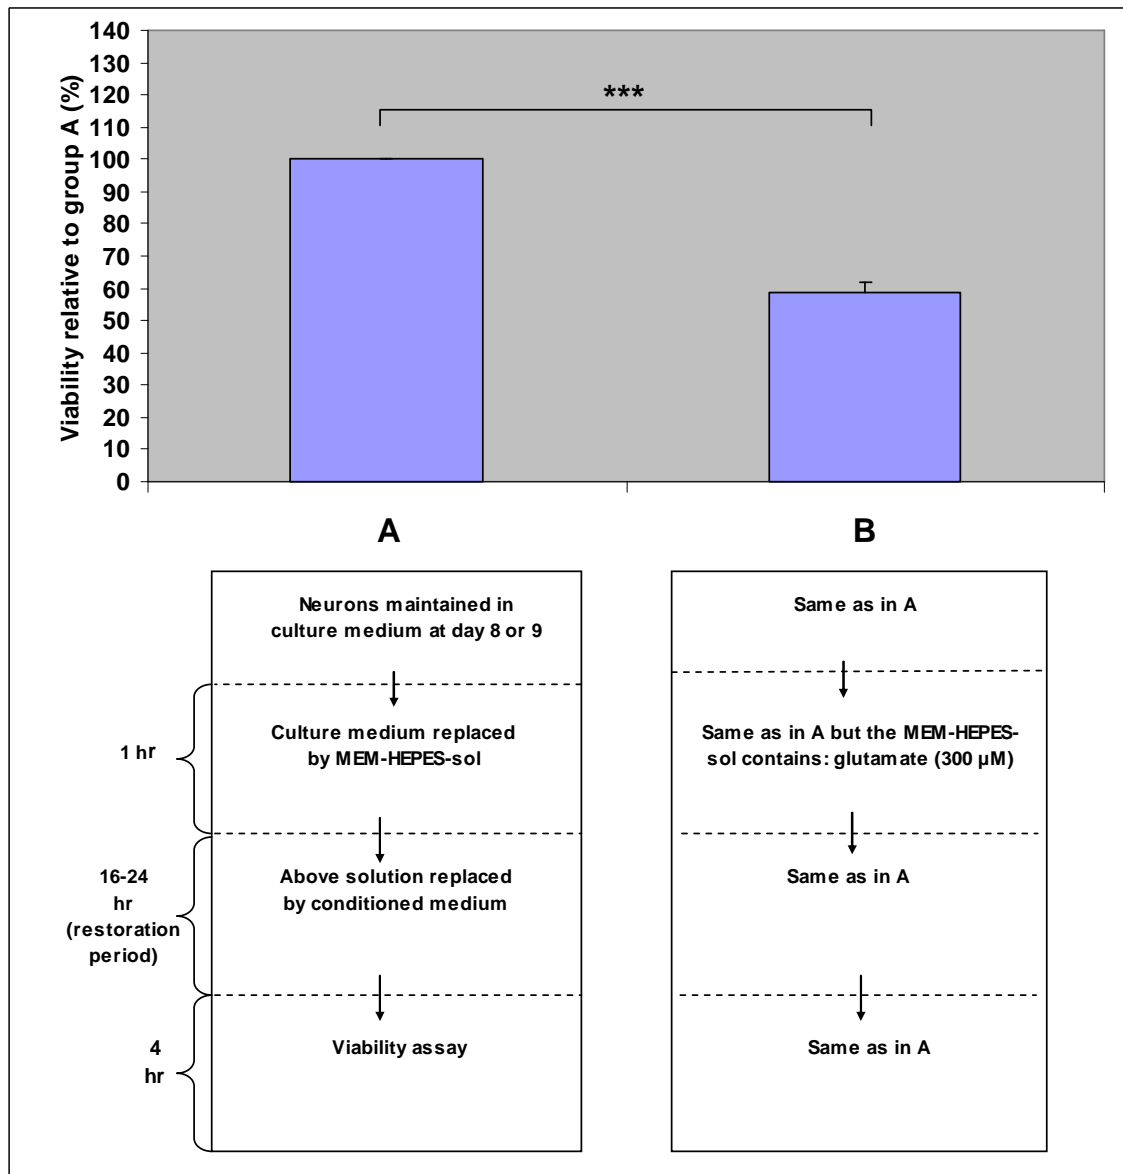 Viability relative to group A (%)
140
130
120
110
100
90
80
70
60
50
40
30
20
10
0
***
A
B
Neurons maintained in
culture medium at day 8 or 9
Same as in A
1 hr
Culture medium replaced
by MEM-HEPES-sol
Same as in A but the MEM-HEPES-
sol contains: glutamate (300 µM)
16-24
hr
(restoration
period)
Above solution replaced
by conditioned medium
Same as in A
4
hr
Viability assay
Same as in A